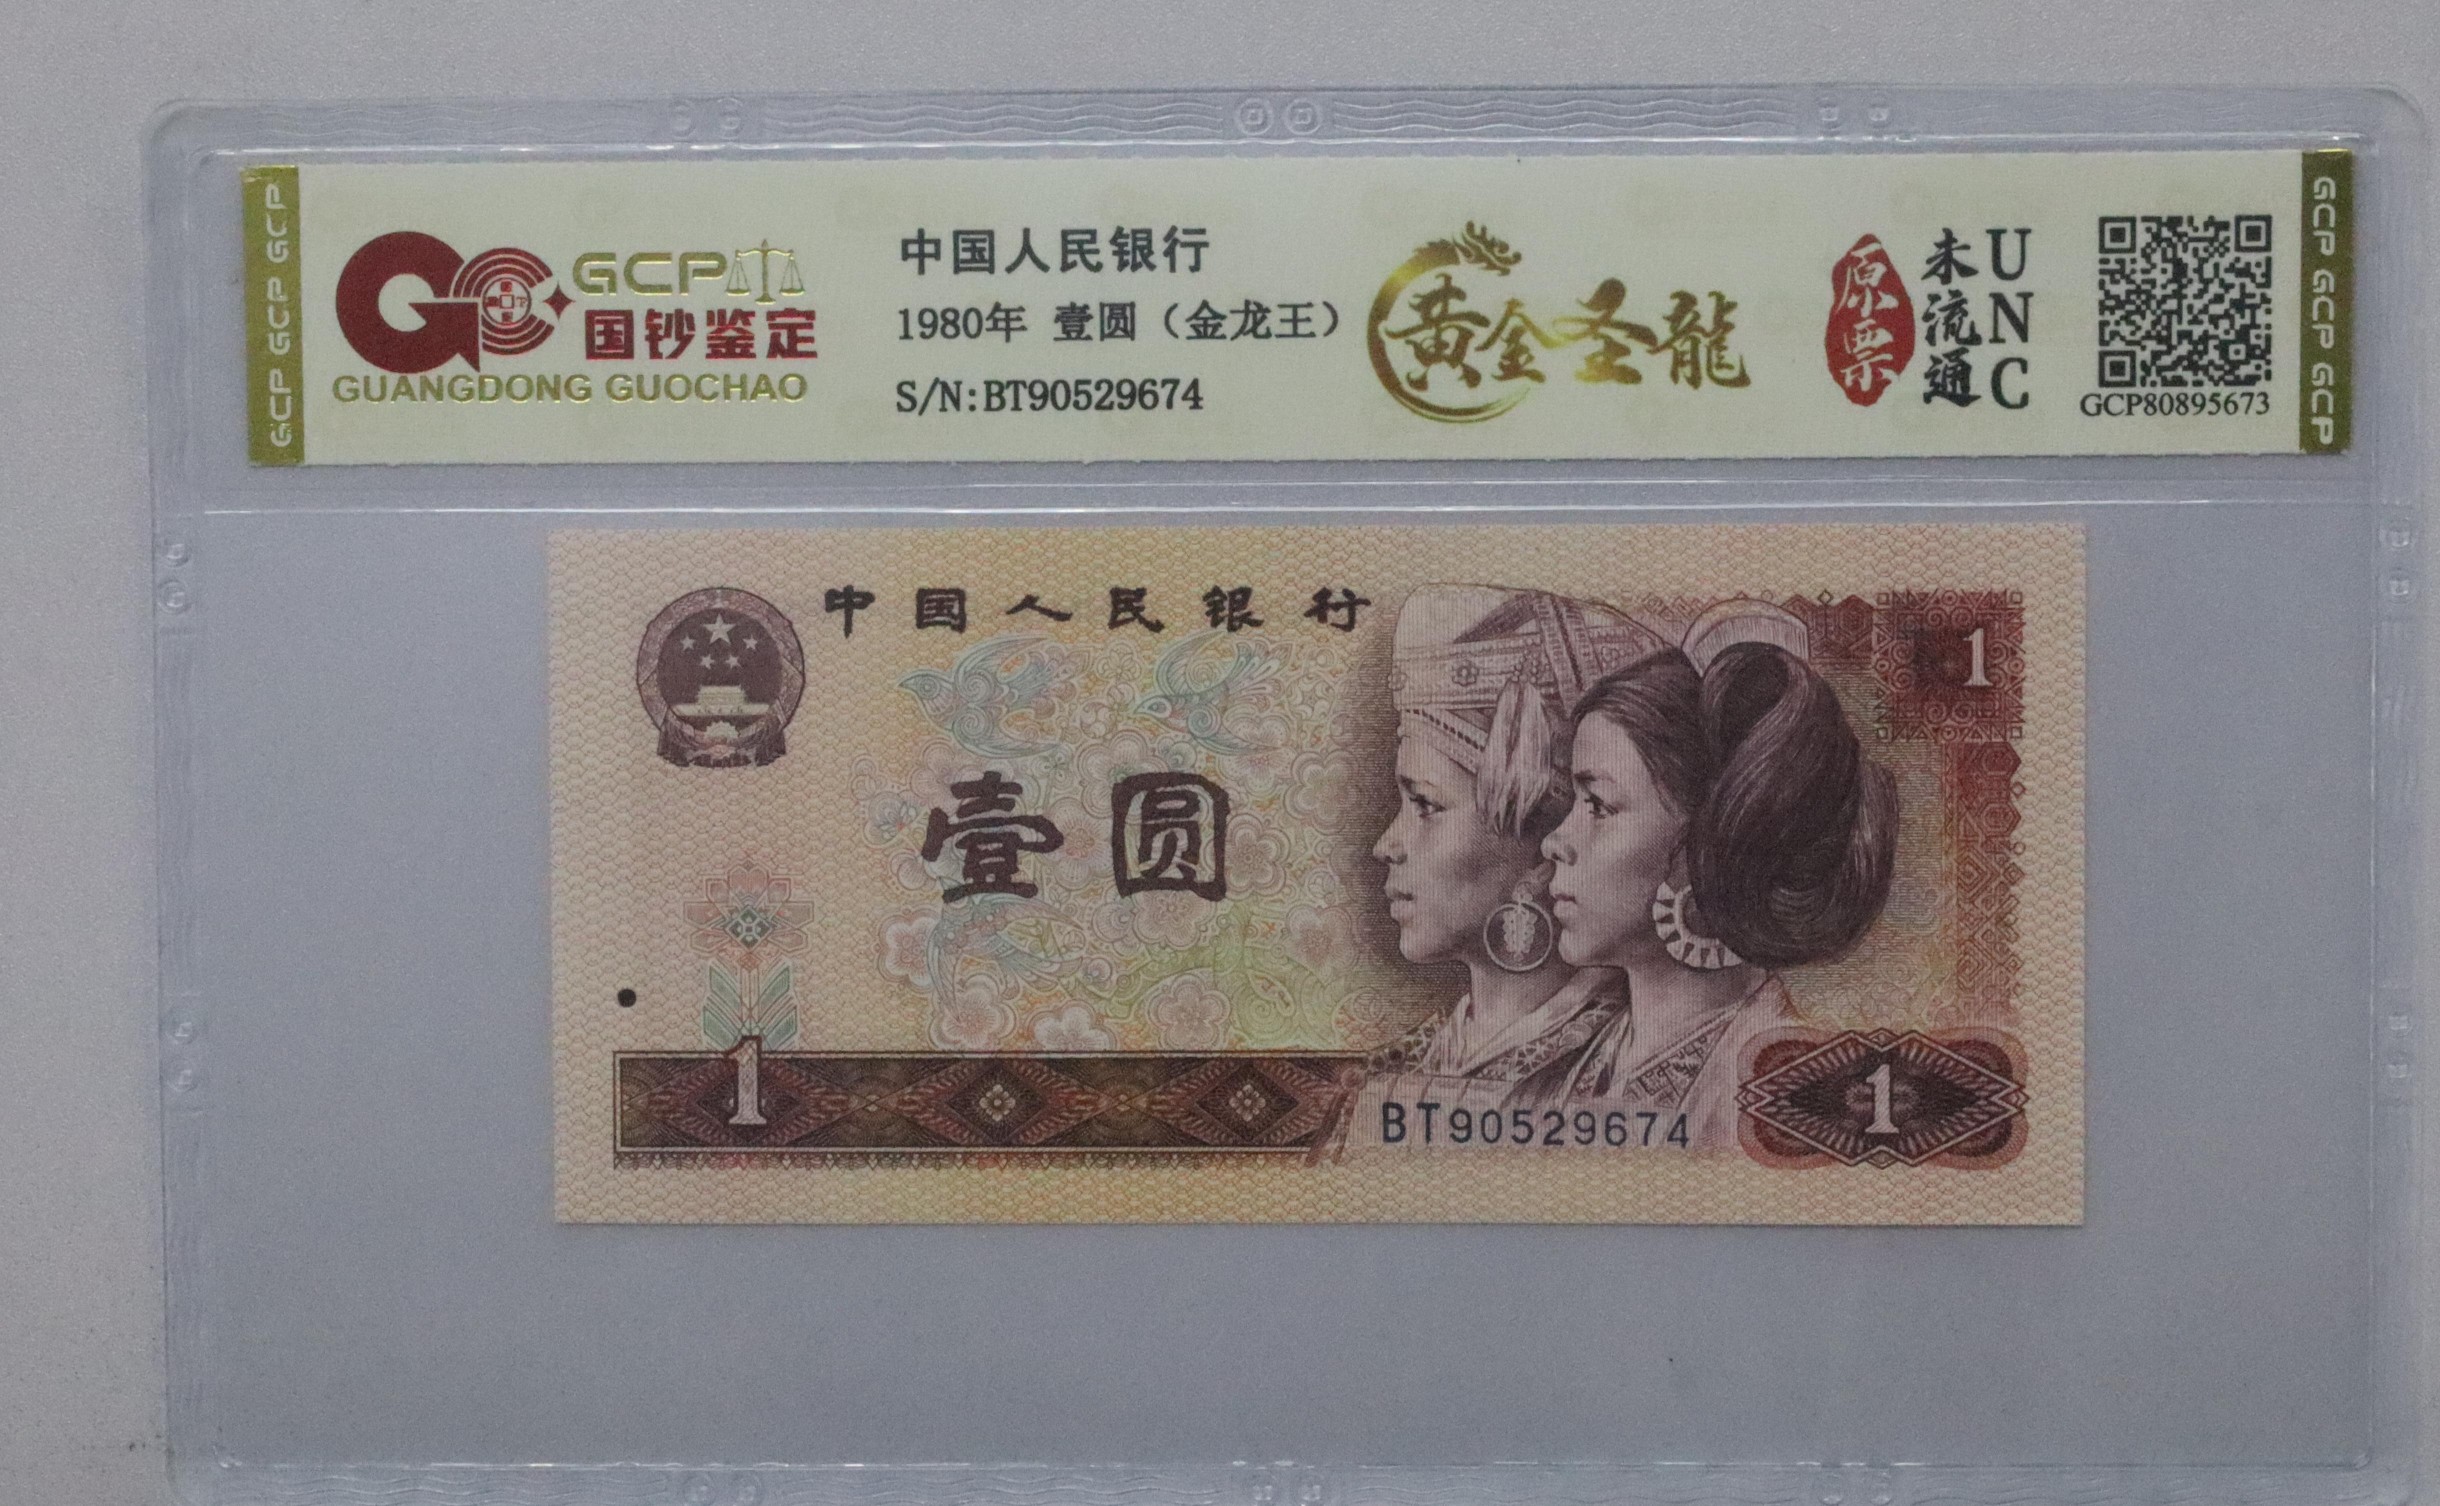 GCP GCP GCP
GCP
国钞鉴定
GUANGDONG GUOCHAO
中国人民银行
1980年 壹圆（金龙王）
S/N:BT90529674
黄金圣龍
原票
未流通
UNC
GCP80895673
GCP GCP GCP GCP
中国人民银行
1
壹圆
1
1
BT90529674